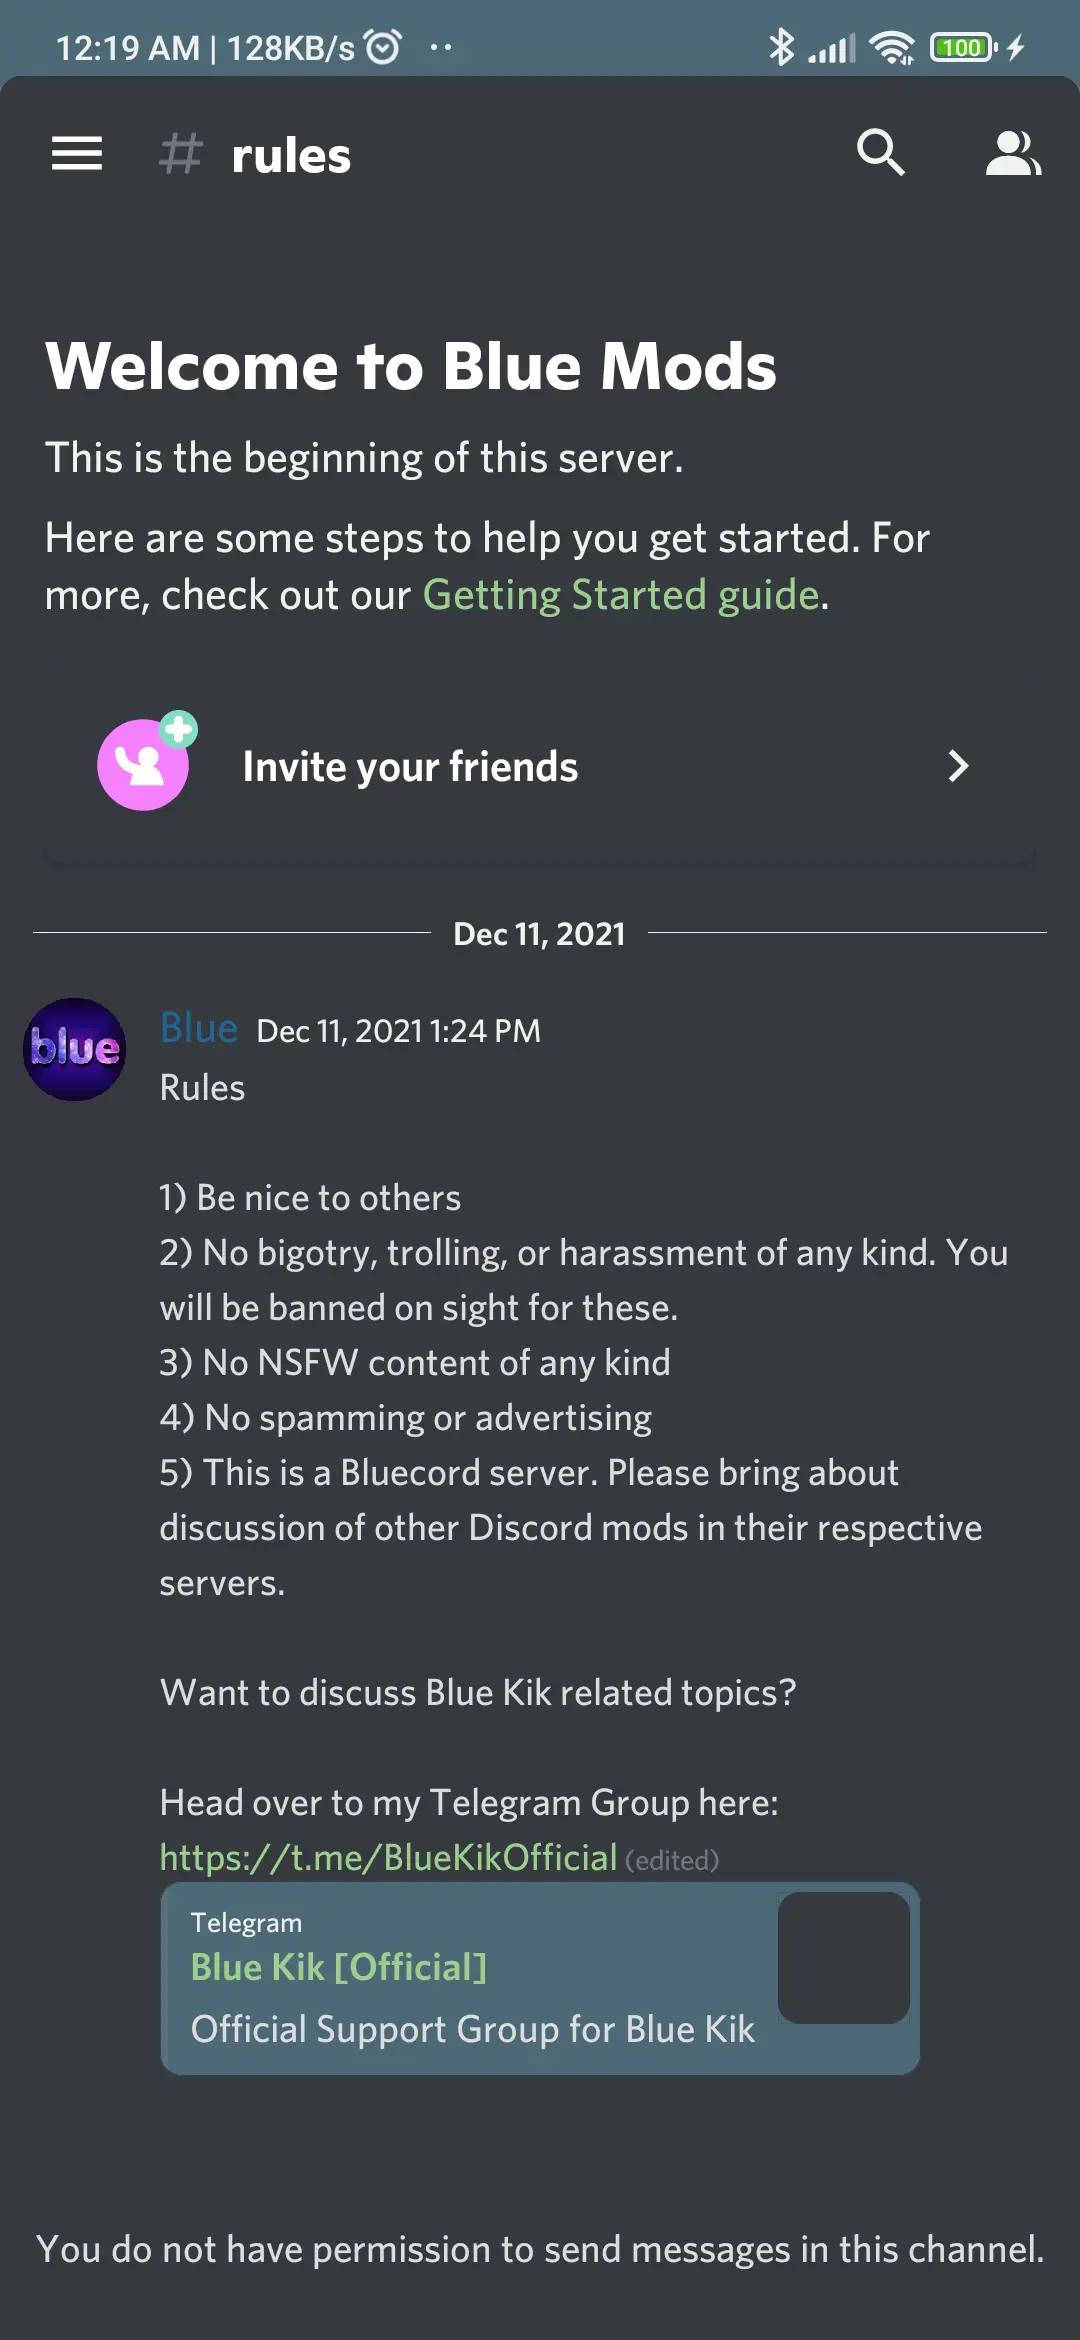 12:19 AM | 128KB/s
100
# rules
Welcome to Blue Mods
This is the beginning of this server.
Here are some steps to help you get started. For
more, check out our Getting Started guide.
Invite your friends
Dec 11, 2021
blue
Blue Dec 11, 2021 1:24 PM
Rules
1) Be nice to others
2) No bigotry, trolling, or harassment of any kind. You
will be banned on sight for these.
3) No NSFW content of any kind
4) No spamming or advertising
5) This is a Bluecord server. Please bring about
discussion of other Discord mods in their respective
servers.
Want to discuss Blue Kik related topics?
Head over to my Telegram Group here:
https://t.me/BlueKikOfficial (edited)
Telegram
Blue Kik [Official]
Official Support Group for Blue Kik
You do not have permission to send messages in this channel.